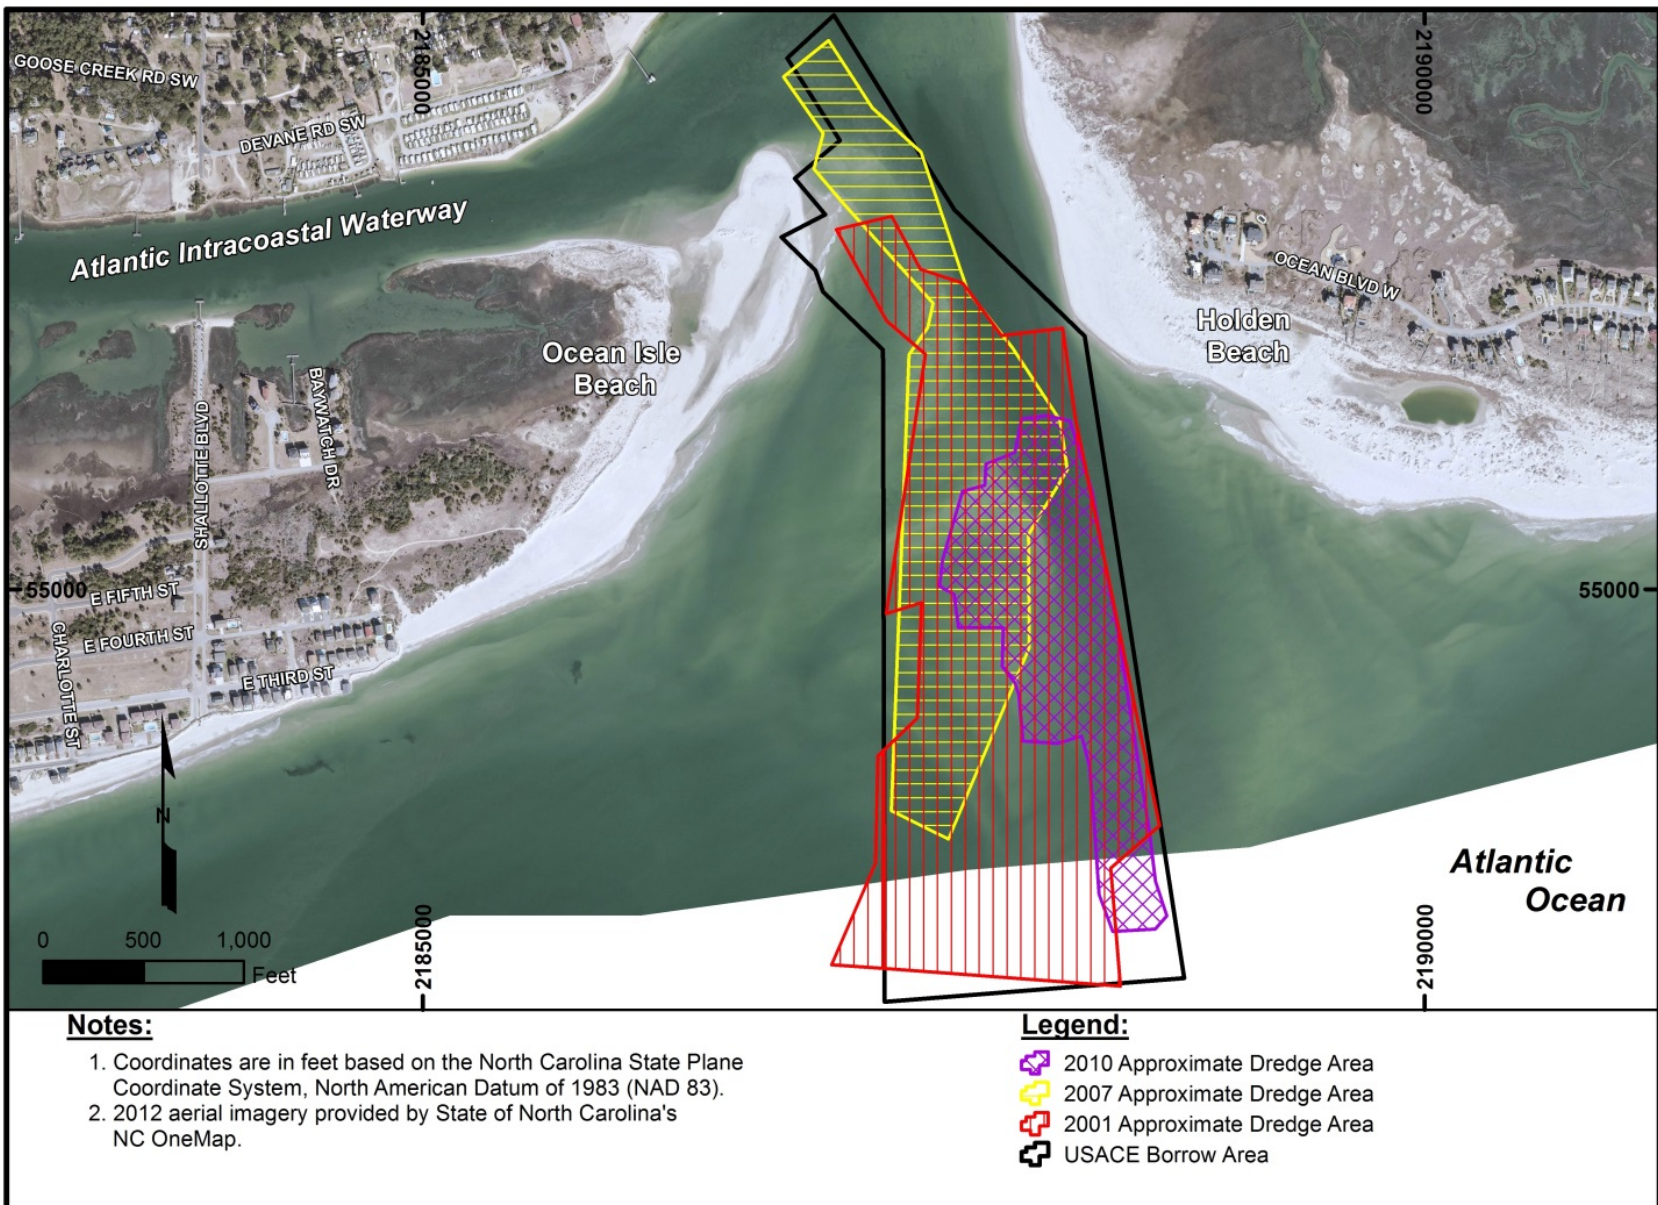 GOOSE CREEK RD SW
2185000
2190000
DEVANE RD SW
Atlantic Intracoastal Waterway
OCEAN BLVD W
Holden
Beach
Ocean Isle
Beach
SHALLOTTE BLVD
BAYWATCH DR
55000
55000
E FIFTH ST
E FOURTH ST
CHARLOTTE ST
E THIRD ST
N
Atlantic
Ocean
0 500 1,000
Feet
2185000
2190000
Notes:
1. Coordinates are in feet based on the North Carolina State Plane
Coordinate System, North American Datum of 1983 (NAD 83).
2. 2012 aerial imagery provided by State of North Carolina's
NC OneMap.
Legend:
2010 Approximate Dredge Area
2007 Approximate Dredge Area
2001 Approximate Dredge Area
USACE Borrow Area